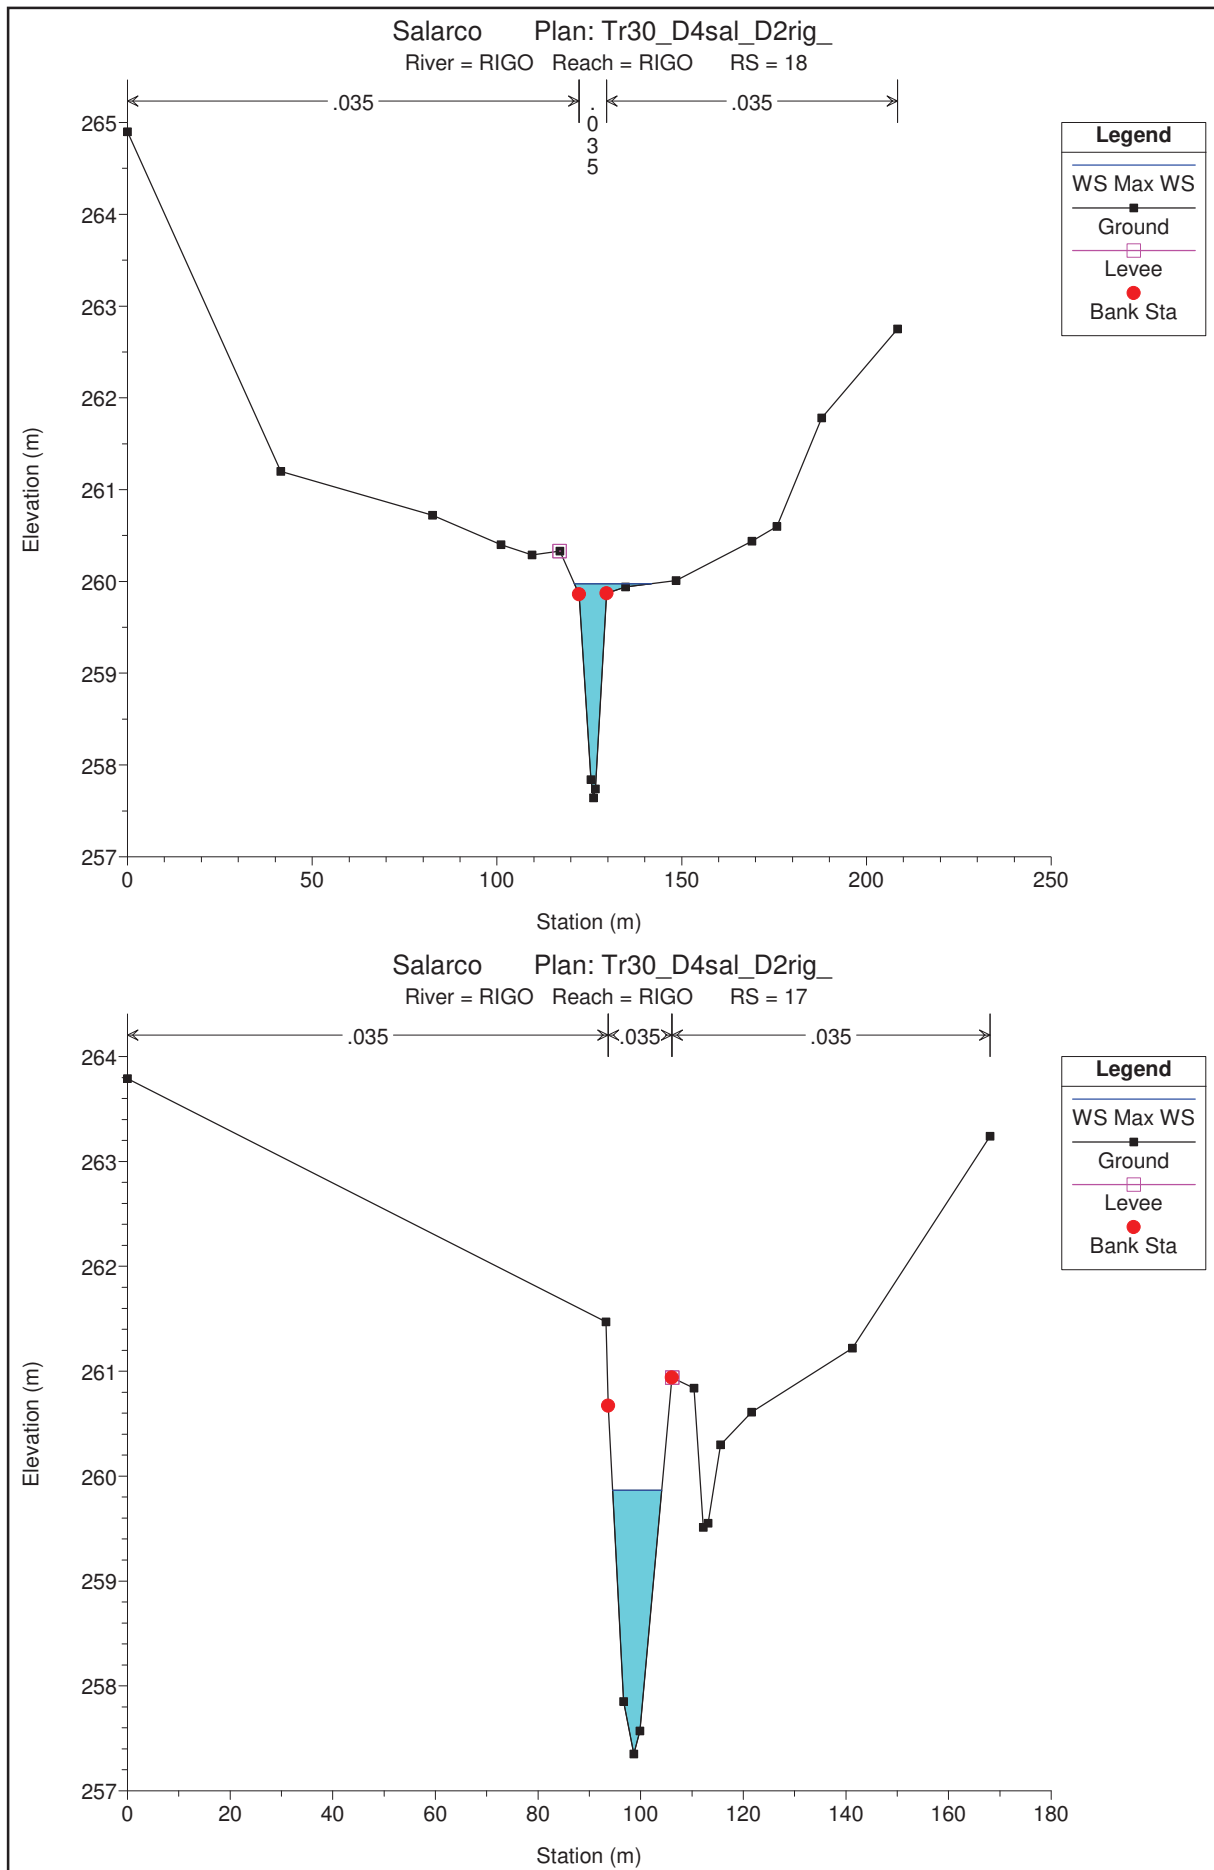 Salarco Plan: Tr30_D4sal_D2rig_
River = RIGO Reach = RIGO RS = 18
.035
.035
.035
Legend
WS Max WS
Ground
Levee
Bank Sta
265
264
263
262
261
260
259
258
257
Elevation (m)
0 50 100 150 200 250
Station (m)
Salarco Plan: Tr30_D4sal_D2rig_
River = RIGO Reach = RIGO RS = 17
.035 .035 .035
Legend
WS Max WS
Ground
Levee
Bank Sta
264
263
262
261
260
259
258
257
Elevation (m)
0 20 40 60 80 100 120 140 160 180
Station (m)